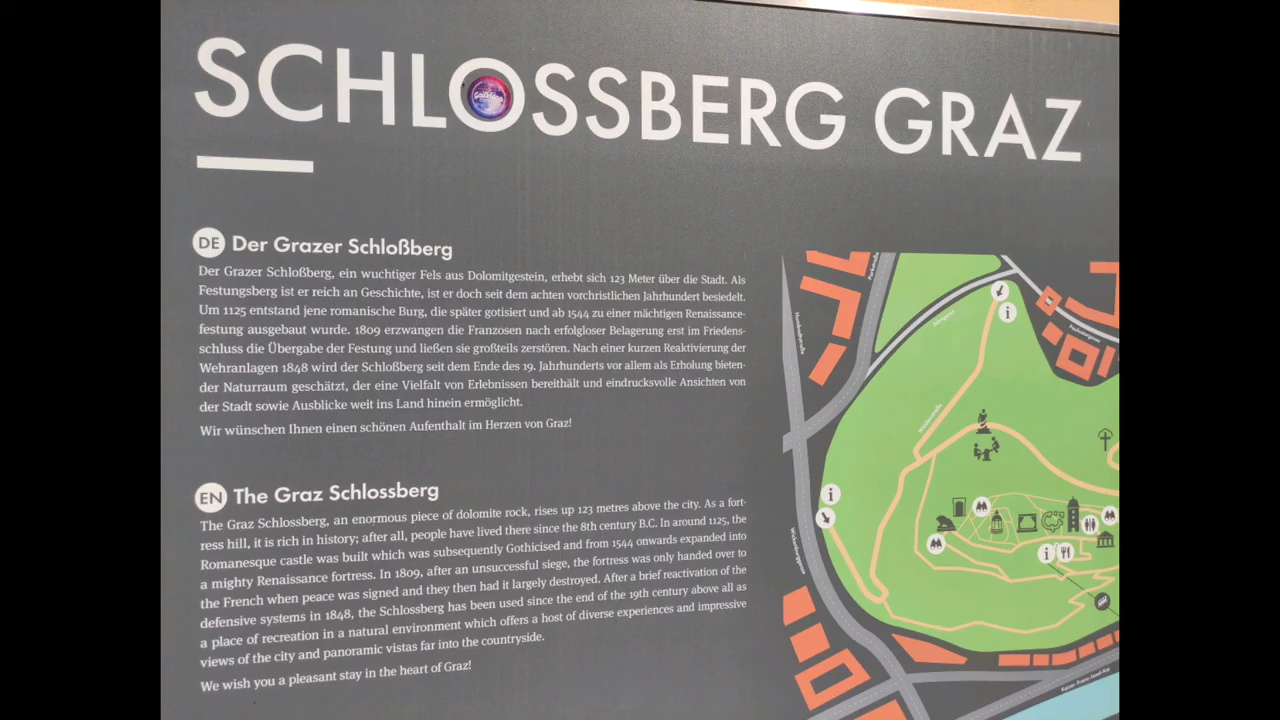 SCHLOSSBERG GRAZ
DE Der Grazer Schloßberg
Der Grazer Schloßberg, ein wuchtiger Fels aus Dolomitgestein, erhebt sich 123 Meter über die Stadt. Als
Festungsberg ist er reich an Geschichte, ist er doch seit dem achten vorchristlichen Jahrhundert besiedelt.
Um 1125 entstand jene romanische Burg, die später gotisiert und ab 1544 zu einer mächtigen Renaissance-
festung ausgebaut wurde. 1809 erzwangen die Franzosen nach erfolgloser Belagerung erst im Friedens-
schluss die Übergabe der Festung und ließen sie großteils zerstören. Nach einer kurzen Reaktivierung der
Wehranlagen 1848 wird der Schloßberg seit dem Ende des 19. Jahrhunderts vor allem als Erholung bieten-
der Naturraum geschätzt, der eine Vielfalt von Erlebnissen bereithält und eindrucksvolle Ansichten von
der Stadt sowie Ausblicke weit ins Land hinein ermöglicht.
Wir wünschen Ihnen einen schönen Aufenthalt im Herzen von Graz!
EN The Graz Schlossberg
The Graz Schlossberg, an enormous piece of dolomite rock, rises up 123 metres above the city. As a fort-
ress hill, it is rich in history; after all, people have lived there since the 8th century B.C. In around 1125, the
Romanesque castle was built which was subsequently Gothicised and from 1544 onwards expanded into
a mighty Renaissance fortress. In 1809, after an unsuccessful siege, the fortress was only handed over to
the French when peace was signed and they then had it largely destroyed. After a brief reactivation of the
defensive systems in 1848, the Schlossberg has been used since the end of the 19th century above all as
a place of recreation in a natural environment which offers a host of diverse experiences and impressive
views of the city and panoramic vistas far into the countryside.
We wish you a pleasant stay in the heart of Graz!
Parkstraße
Wickenburggasse
Kaiser-Franz-Josef-Kai
i
i
i